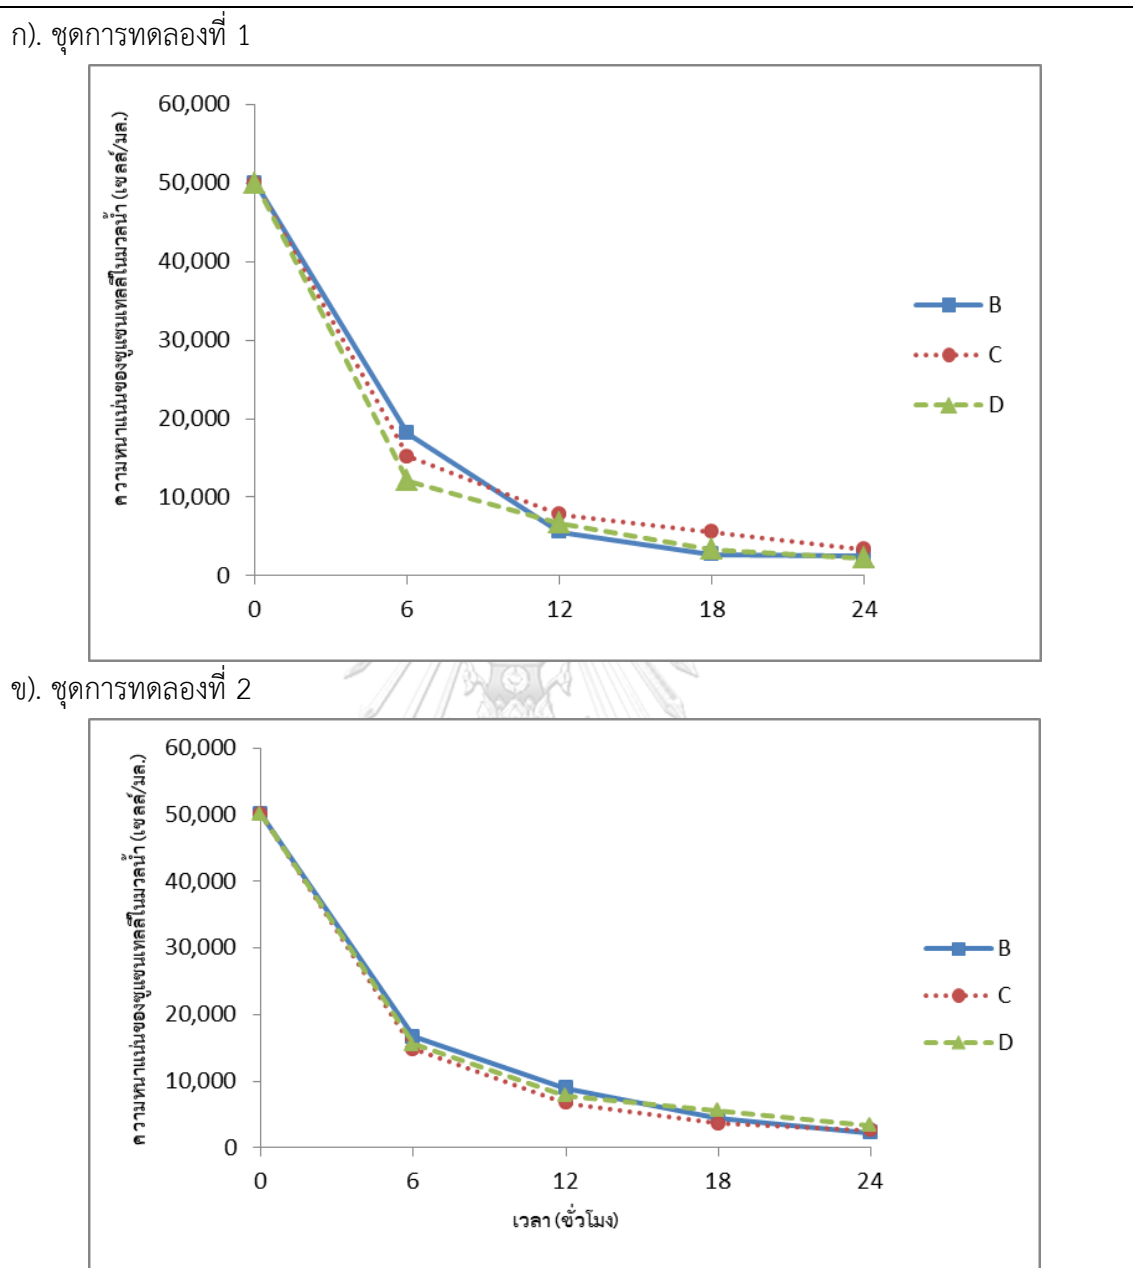 ก). ชุดการทดลองที่ 1
ความหนาแน่นของซูแซนเทลลีในมวลน้ำ (เซลล์/มล.)
60,000
50,000
40,000
30,000
20,000
10,000
0
0 6 12 18 24
B
C
D
ข). ชุดการทดลองที่ 2
ความหนาแน่นของซูแซนเทลลีในมวลน้ำ (เซลล์/มล.)
60,000
50,000
40,000
30,000
20,000
10,000
0
0 6 12 18 24
เวลา (ชั่วโมง)
B
C
D